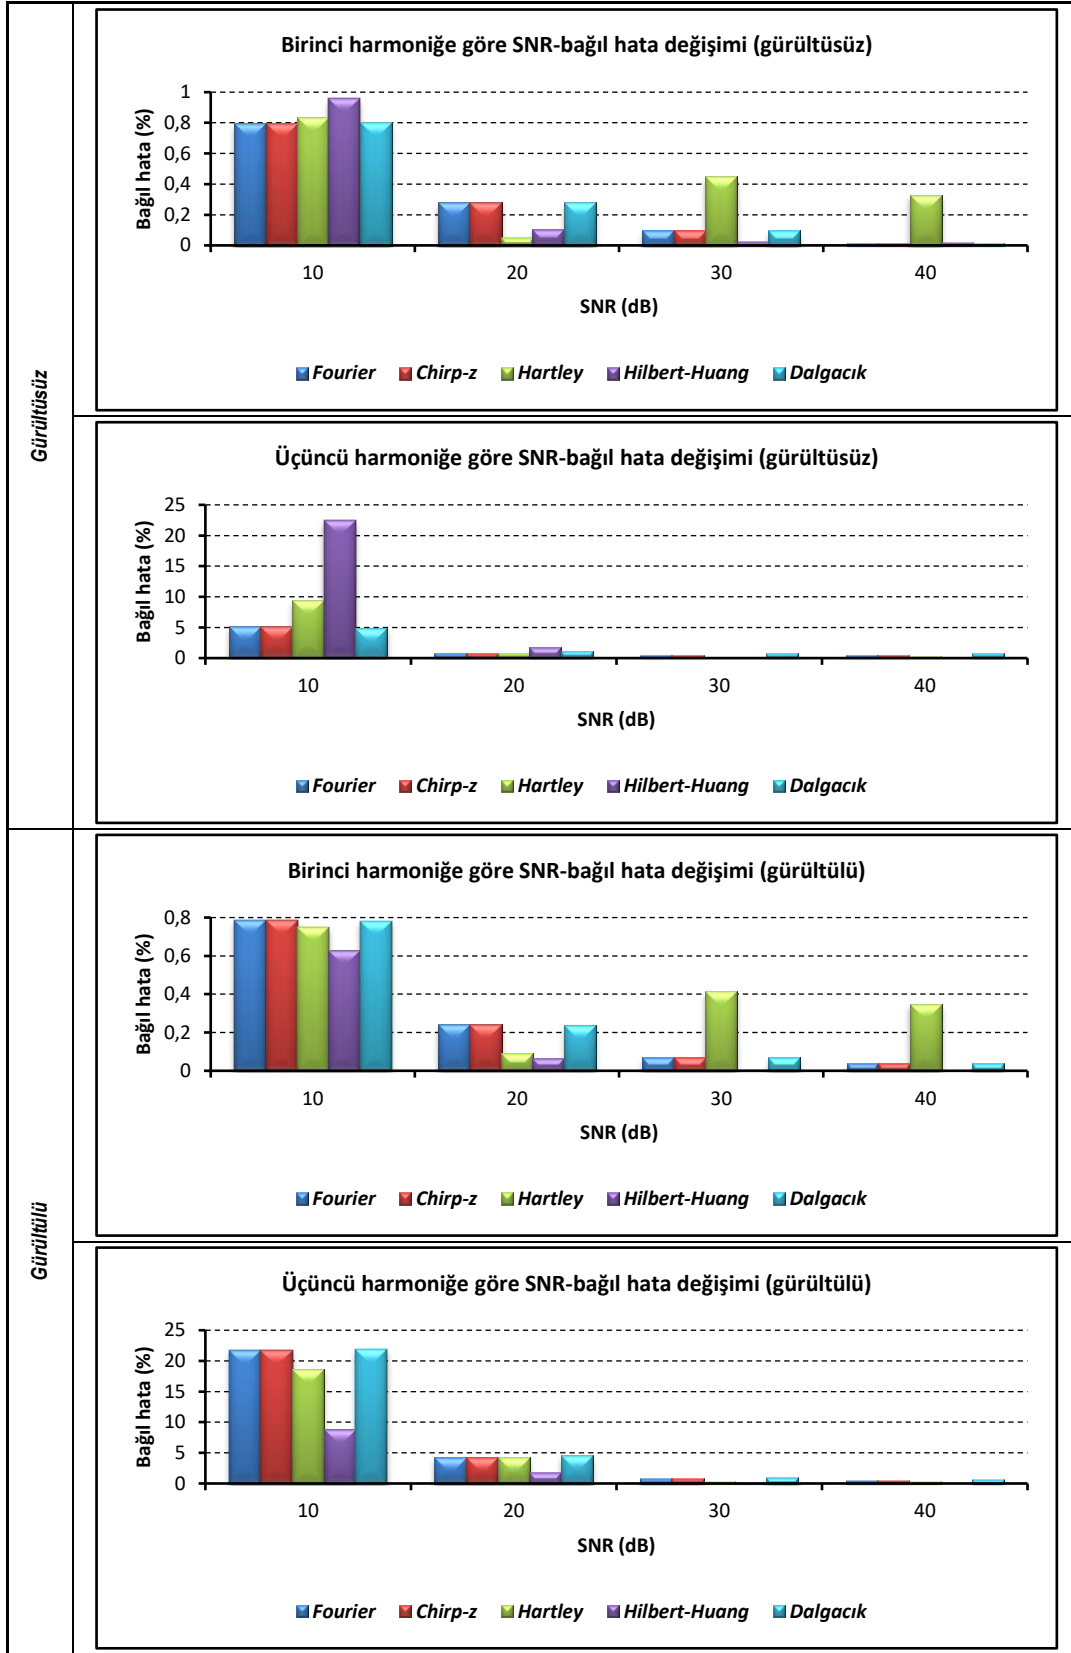 Gürültüsüz
Birinci harmoniğe göre SNR-bağıl hata değişimi (gürültüsüz)
Bağıl hata (%)
1
0,8
0,6
0,4
0,2
0
10 20 30 40
SNR (dB)
Fourier Chirp-z Hartley Hilbert-Huang Dalgacık
Üçüncü harmoniğe göre SNR-bağıl hata değişimi (gürültüsüz)
Bağıl hata (%)
25
20
15
10
5
0
10 20 30 40
SNR (dB)
Fourier Chirp-z Hartley Hilbert-Huang Dalgacık
Gürültülü
Birinci harmoniğe göre SNR-bağıl hata değişimi (gürültülü)
Bağıl hata (%)
0,8
0,6
0,4
0,2
0
10 20 30 40
SNR (dB)
Fourier Chirp-z Hartley Hilbert-Huang Dalgacık
Üçüncü harmoniğe göre SNR-bağıl hata değişimi (gürültülü)
Bağıl hata (%)
25
20
15
10
5
0
10 20 30 40
SNR (dB)
Fourier Chirp-z Hartley Hilbert-Huang Dalgacık